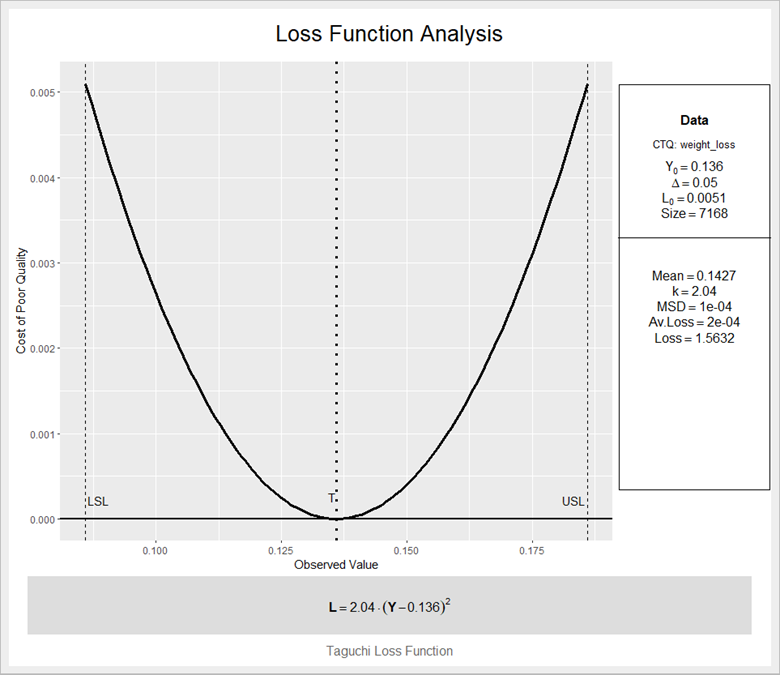 Loss Function Analysis
Cost of Poor Quality
0.005
0.004
0.003
0.002
0.001
0.000
LSL
T
USL
0.100
0.125
0.150
0.175
Observed Value
Data
CTQ: weight_loss
Y₀ = 0.136
Δ = 0.05
L₀ = 0.0051
Size = 7168
Mean = 0.1427
k = 2.04
MSD = 1e-04
Av.Loss = 2e-04
Loss = 1.5632
L = 2.04 · (Y − 0.136)²
Taguchi Loss Function